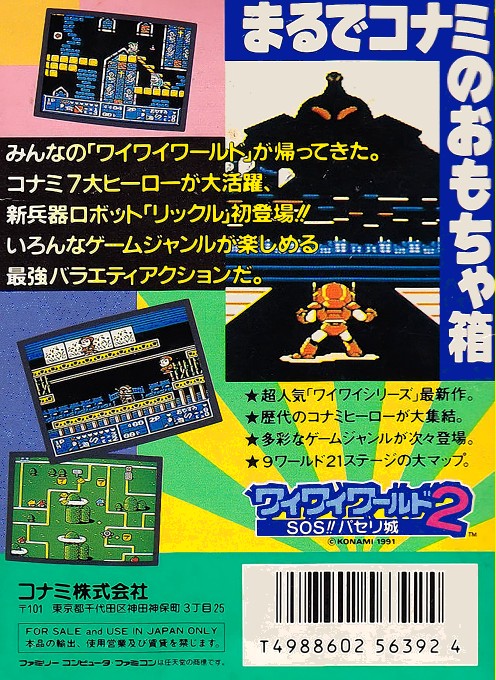 まるでコナミのおもちゃ箱
みんなの「ワイワイワールド」が帰ってきた。
コナミ7大ヒーローが大活躍、
新兵器ロボット「リックル」初登場!!
いろんなゲームジャンルが楽しめる
最強バラエティアクションだ。
★超人気「ワイワイシリーズ」最新作。
★歴代のコナミヒーローが大集結。
★多彩なゲームジャンルが次々登場。
★9ワールド21ステージの大マップ。
ワイワイワールド2
SOS!!パセリ城
TM
©KONAMI 1991
コナミ株式会社
〒101 東京都千代田区神田神保町3丁目25
FOR SALE and USE IN JAPAN ONLY
本品の輸出、使用営業及び賃貸を禁じます。
ファミリーコンピュータ・ファミコンは任天堂の商標です。
T4988602 56392 4